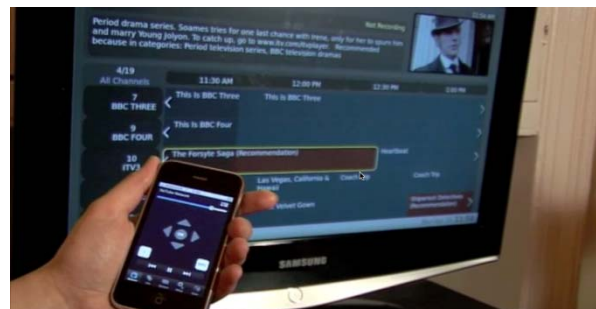 Not Recording
Period drama series. Soames tries for one last chance with Irene, only for her to spurn him
and marry Young Jolyon. To catch up, go to www.itv.com/itvplayer. Recommended
because in categories: Period television series, BBC television dramas
4/19
All Channels
11:30 AM
12:00 PM
12:30 PM
1:00 PM
7
BBC THREE
This Is BBC Three
This Is BBC Three
9
BBC FOUR
This Is BBC Four
10
ITV3
The Forsyte Saga (Recommendation)
Heartbeat
Las Vegas, California &
Hawaii
Coach Trip
Coach Trip
Velvet Gown
(Recommendation)
SAMSUNG